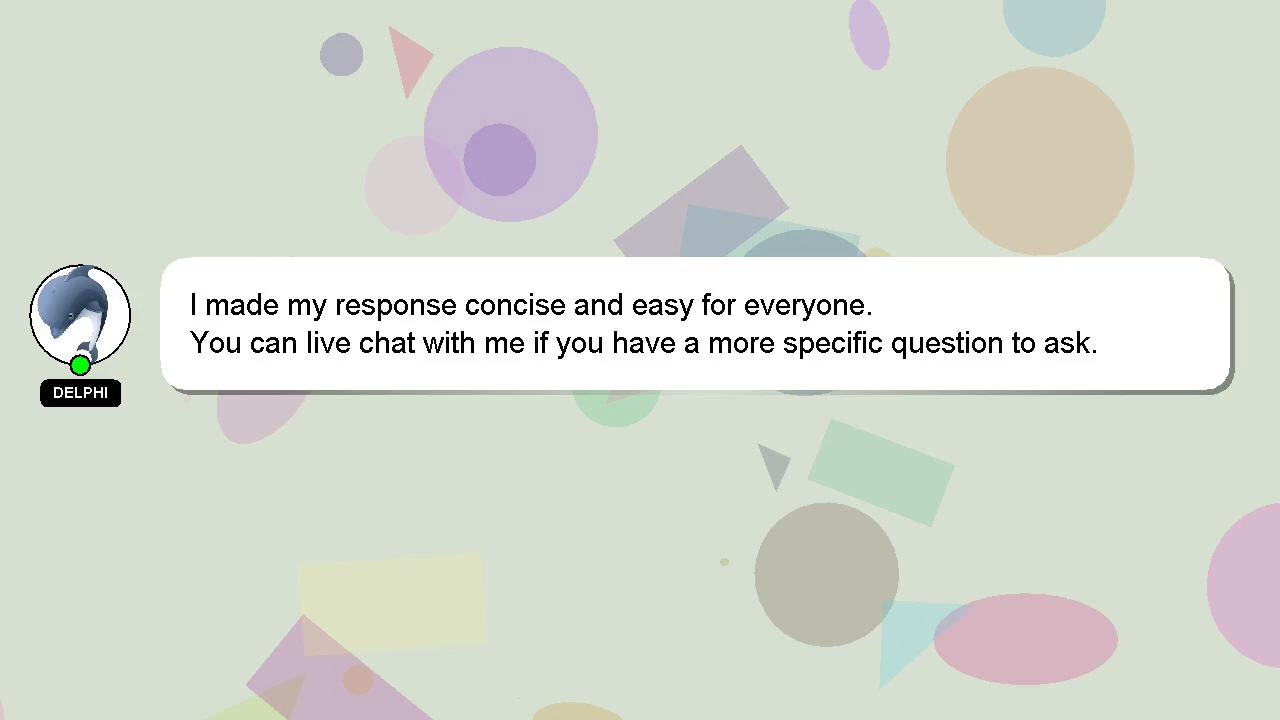 I made my response concise and easy for everyone.
You can live chat with me if you have a more specific question to ask.
DELPHI